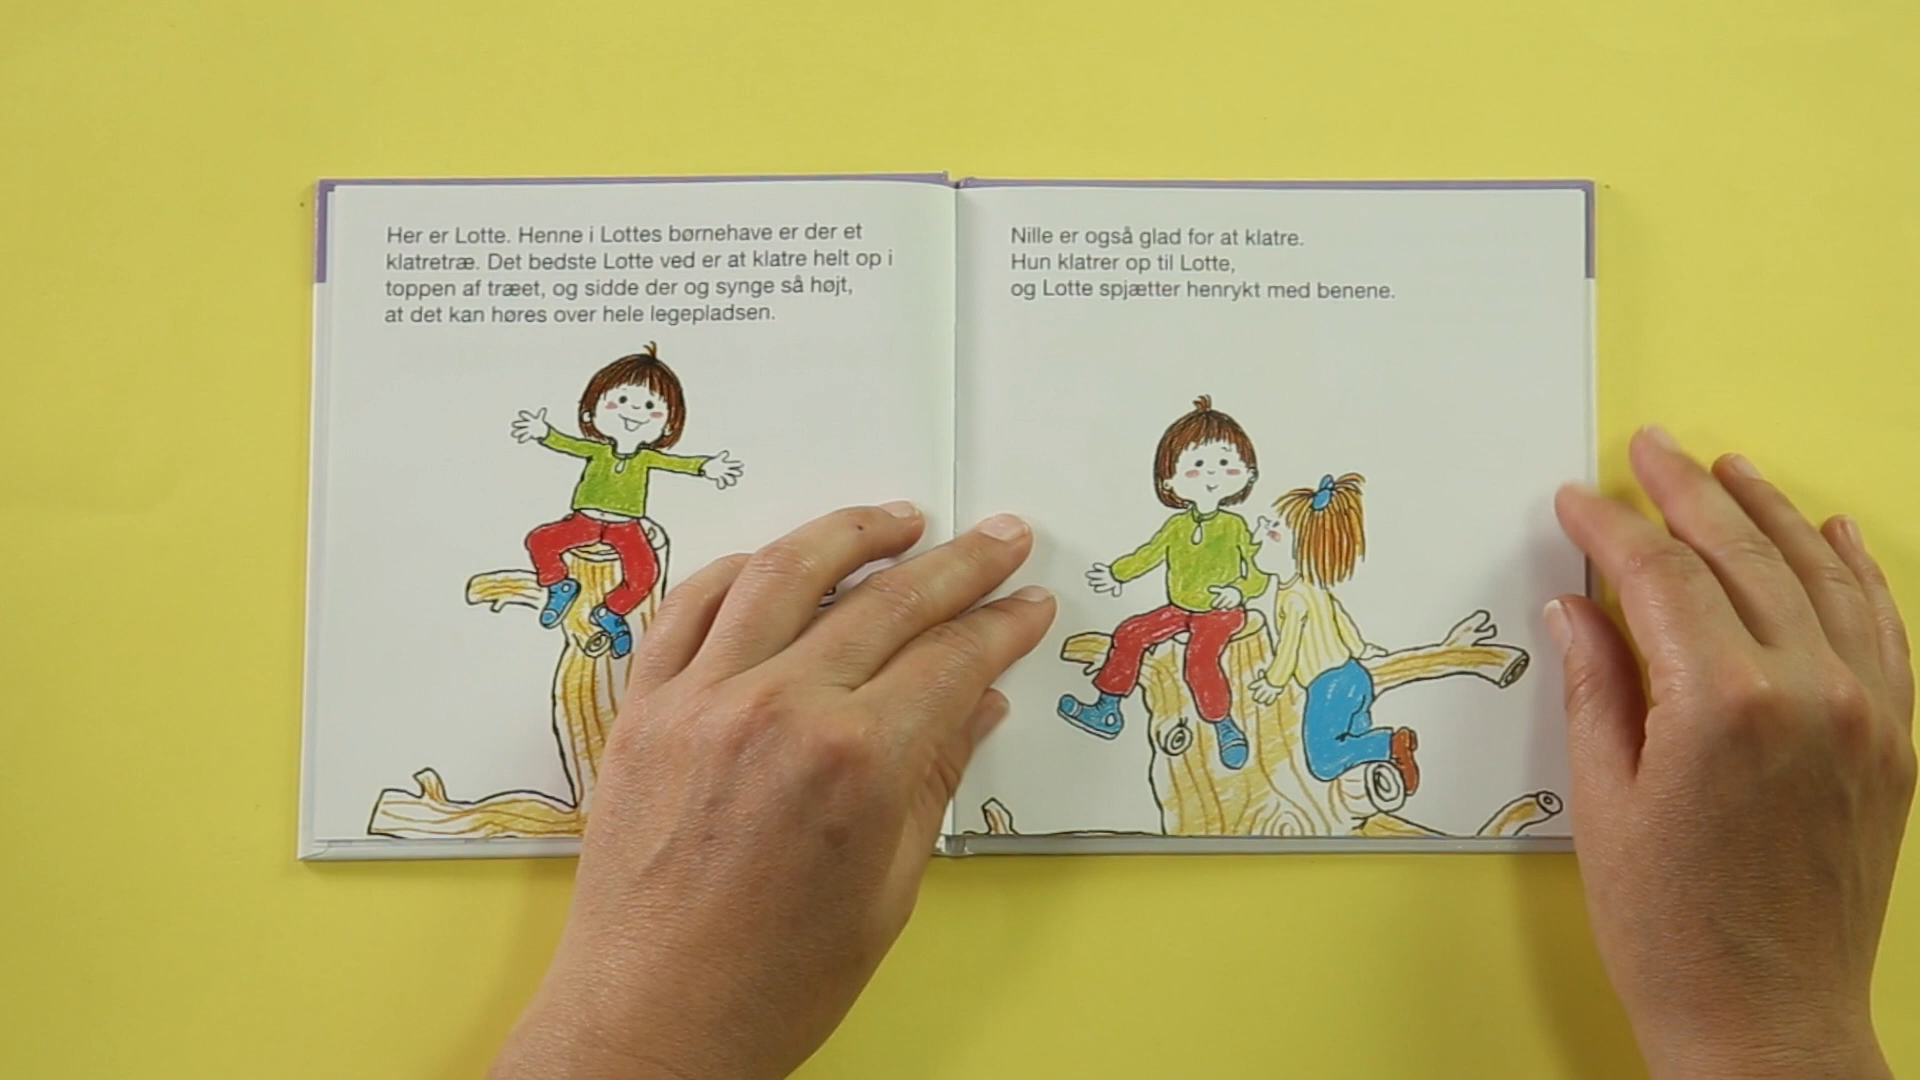 Her er Lotte. Henne i Lottes børnehave er der et
klatretræ. Det bedste Lotte ved er at klatre helt op i
toppen af træet, og sidde der og synge så højt,
at det kan høres over hele legepladsen.
Nille er også glad for at klatre.
Hun klatrer op til Lotte,
og Lotte spjætter henrykt med benene.